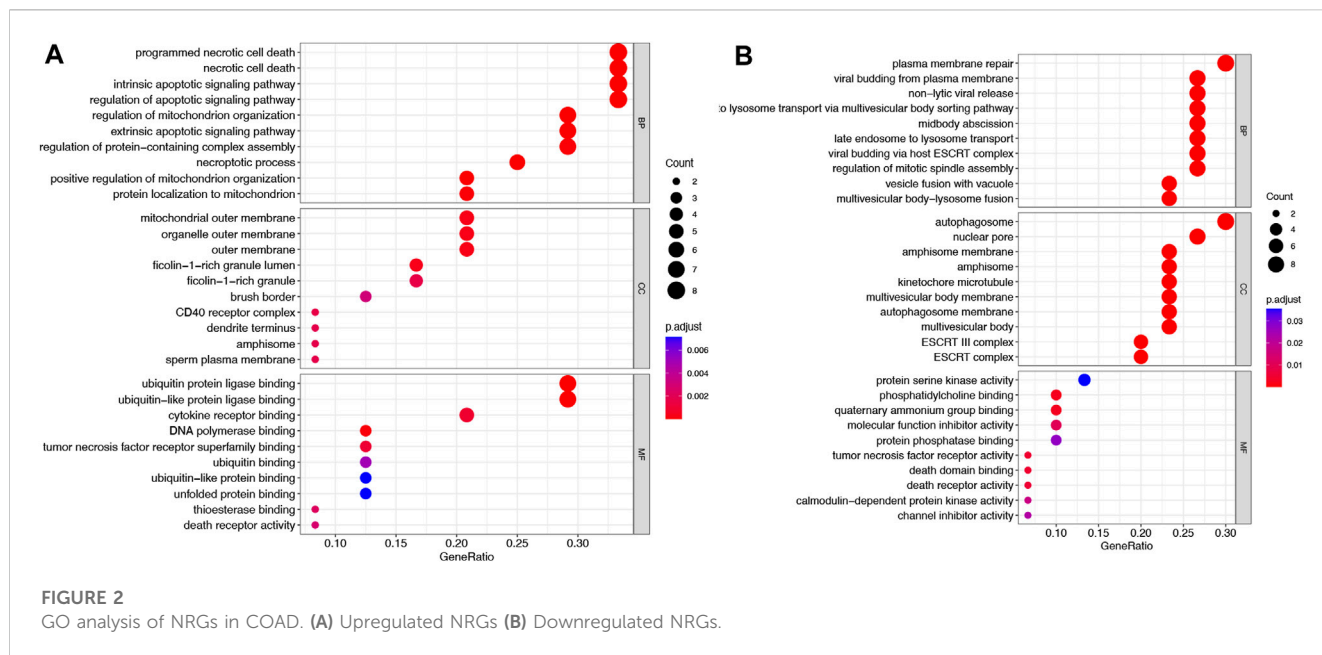 A
programmed necrotic cell death
necrotic cell death
intrinsic apoptotic signaling pathway
regulation of apoptotic signaling pathway
regulation of mitochondrion organization
extrinsic apoptotic signaling pathway
regulation of protein-containing complex assembly
necroptotic process
positive regulation of mitochondrion organization
protein localization to mitochondrion
BP
mitochondrial outer membrane
organelle outer membrane
outer membrane
ficolin-1-rich granule lumen
ficolin-1-rich granule
brush border
CD40 receptor complex
dendrite terminus
amphisome
sperm plasma membrane
CC
ubiquitin protein ligase binding
ubiquitin-like protein ligase binding
cytokine receptor binding
DNA polymerase binding
tumor necrosis factor receptor superfamily binding
ubiquitin binding
ubiquitin-like protein binding
unfolded protein binding
thioesterase binding
death receptor activity
MF
0.10 0.15 0.20 0.25 0.30
GeneRatio
Count
2
3
4
5
6
7
8
p.adjust
0.006
0.004
0.002
B
plasma membrane repair
viral budding from plasma membrane
non-lytic viral release
to lysosome transport via multivesicular body sorting pathway
midbody abscission
late endosome to lysosome transport
viral budding via host ESCRT complex
regulation of mitotic spindle assembly
vesicle fusion with vacuole
multivesicular body-lysosome fusion
BP
autophagosome
nuclear pore
amphisome membrane
amphisome
kinetochore microtubule
multivesicular body membrane
autophagosome membrane
multivesicular body
ESCRT III complex
ESCRT complex
CC
protein serine kinase activity
phosphatidylcholine binding
quaternary ammonium group binding
molecular function inhibitor activity
protein phosphatase binding
tumor necrosis factor receptor activity
death domain binding
death receptor activity
calmodulin-dependent protein kinase activity
channel inhibitor activity
MF
0.10 0.15 0.20 0.25 0.30
GeneRatio
Count
2
4
6
8
p.adjust
0.03
0.02
0.01
FIGURE 2
GO analysis of NRGs in COAD. (A) Upregulated NRGs (B) Downregulated NRGs.